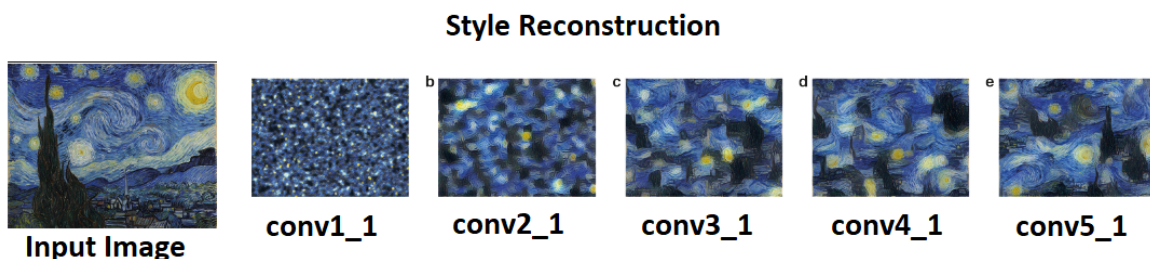 Style Reconstruction
b
c
d
e
conv1_1
conv2_1
conv3_1
conv4_1
conv5_1
Input Image